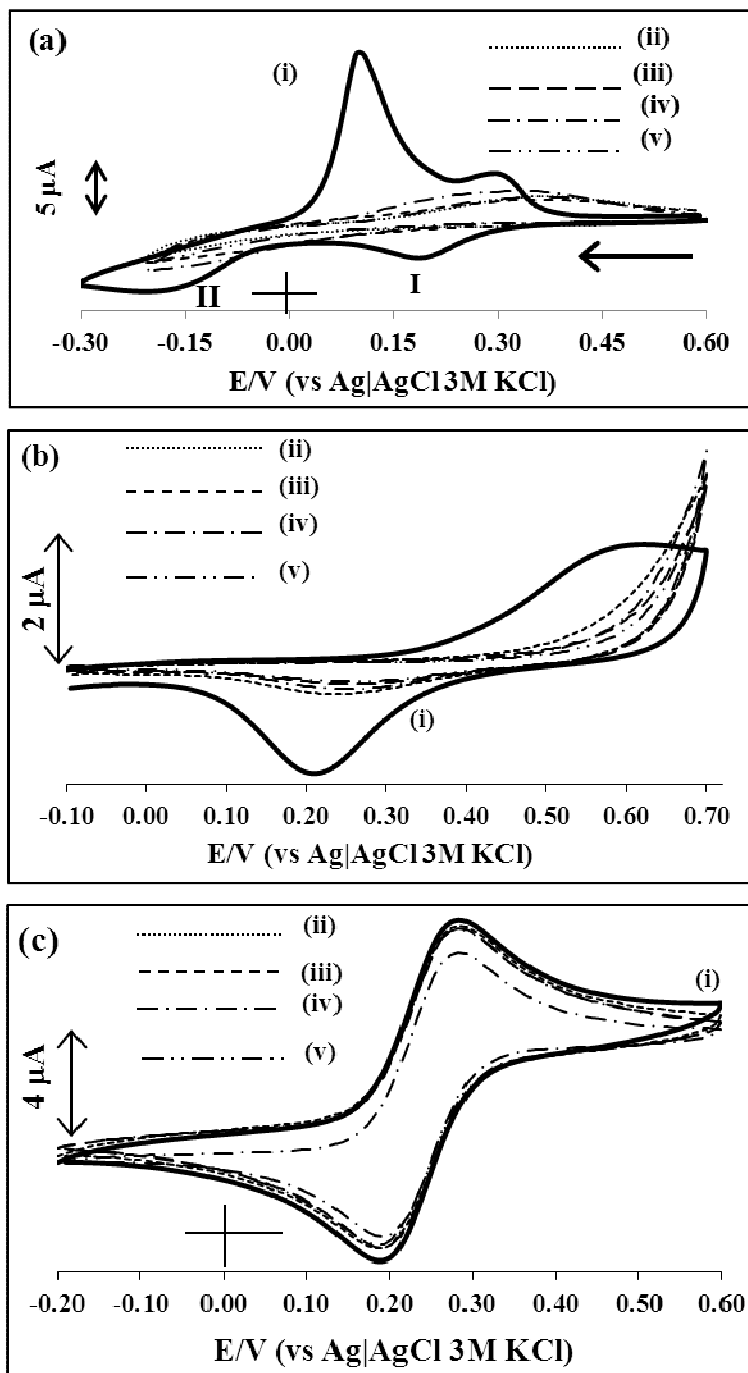 (a)
(i)
(ii)
(iii)
(iv)
(v)
5 µA
II
I
-0.30 -0.15 0.00 0.15 0.30 0.45 0.60
E/V (vs Ag|AgCl 3M KCl)
(b)
(ii)
(iii)
(iv)
(v)
2 µA
(i)
-0.10 0.00 0.10 0.20 0.30 0.40 0.50 0.60 0.70
E/V (vs Ag|AgCl 3M KCl)
(c)
(ii)
(iii)
(iv)
(v)
(i)
4 µA
-0.20 -0.10 0.00 0.10 0.20 0.30 0.40 0.50 0.60
E/V (vs Ag|AgCl 3M KCl)